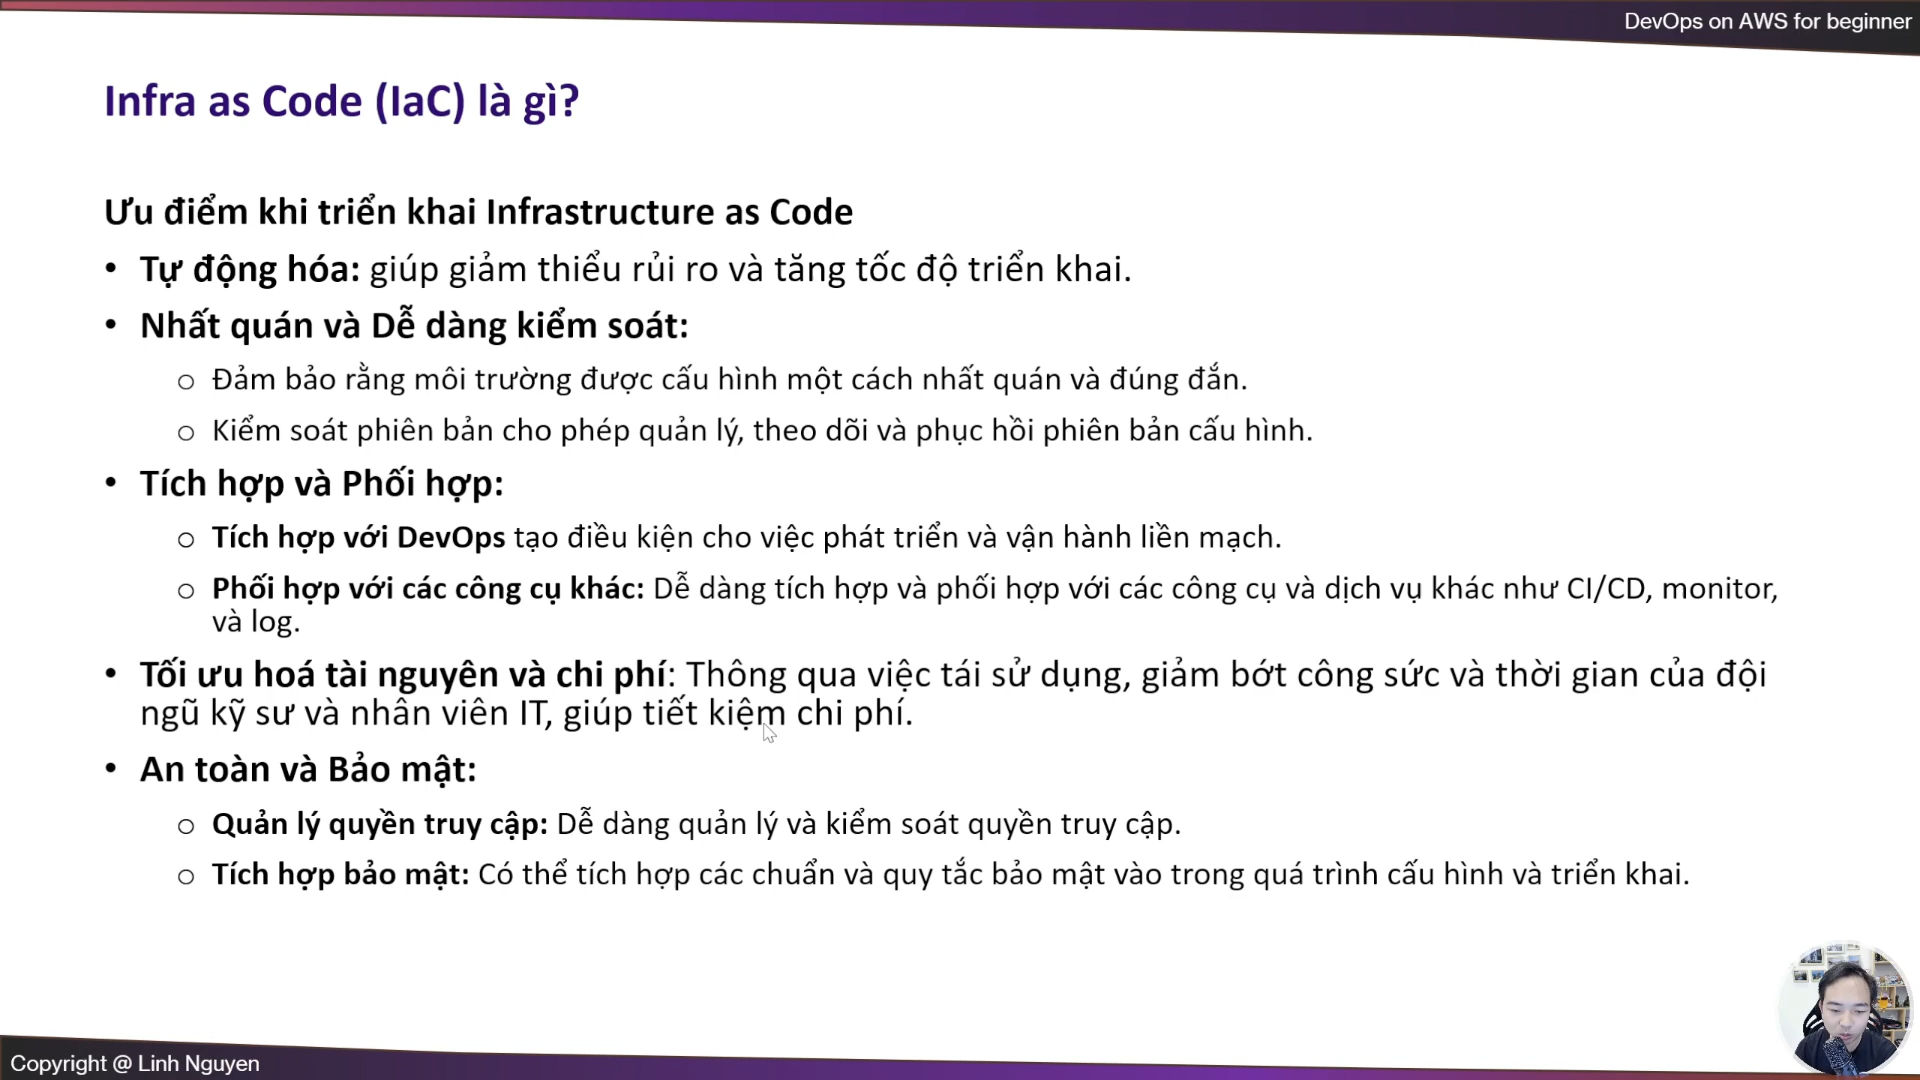 DevOps on AWS for beginner
Infra as Code (IaC) là gì?
Ưu điểm khi triển khai Infrastructure as Code
• Tự động hóa: giúp giảm thiểu rủi ro và tăng tốc độ triển khai.
• Nhất quán và Dễ dàng kiểm soát:
o Đảm bảo rằng môi trường được cấu hình một cách nhất quán và đúng đắn.
o Kiểm soát phiên bản cho phép quản lý, theo dõi và phục hồi phiên bản cấu hình.
• Tích hợp và Phối hợp:
o Tích hợp với DevOps tạo điều kiện cho việc phát triển và vận hành liền mạch.
o Phối hợp với các công cụ khác: Dễ dàng tích hợp và phối hợp với các công cụ và dịch vụ khác như CI/CD, monitor,
và log.
• Tối ưu hoá tài nguyên và chi phí: Thông qua việc tái sử dụng, giảm bớt công sức và thời gian của đội
ngũ kỹ sư và nhân viên IT, giúp tiết kiệm chi phí.
• An toàn và Bảo mật:
o Quản lý quyền truy cập: Dễ dàng quản lý và kiểm soát quyền truy cập.
o Tích hợp bảo mật: Có thể tích hợp các chuẩn và quy tắc bảo mật vào trong quá trình cấu hình và triển khai.
Copyright @ Linh Nguyen